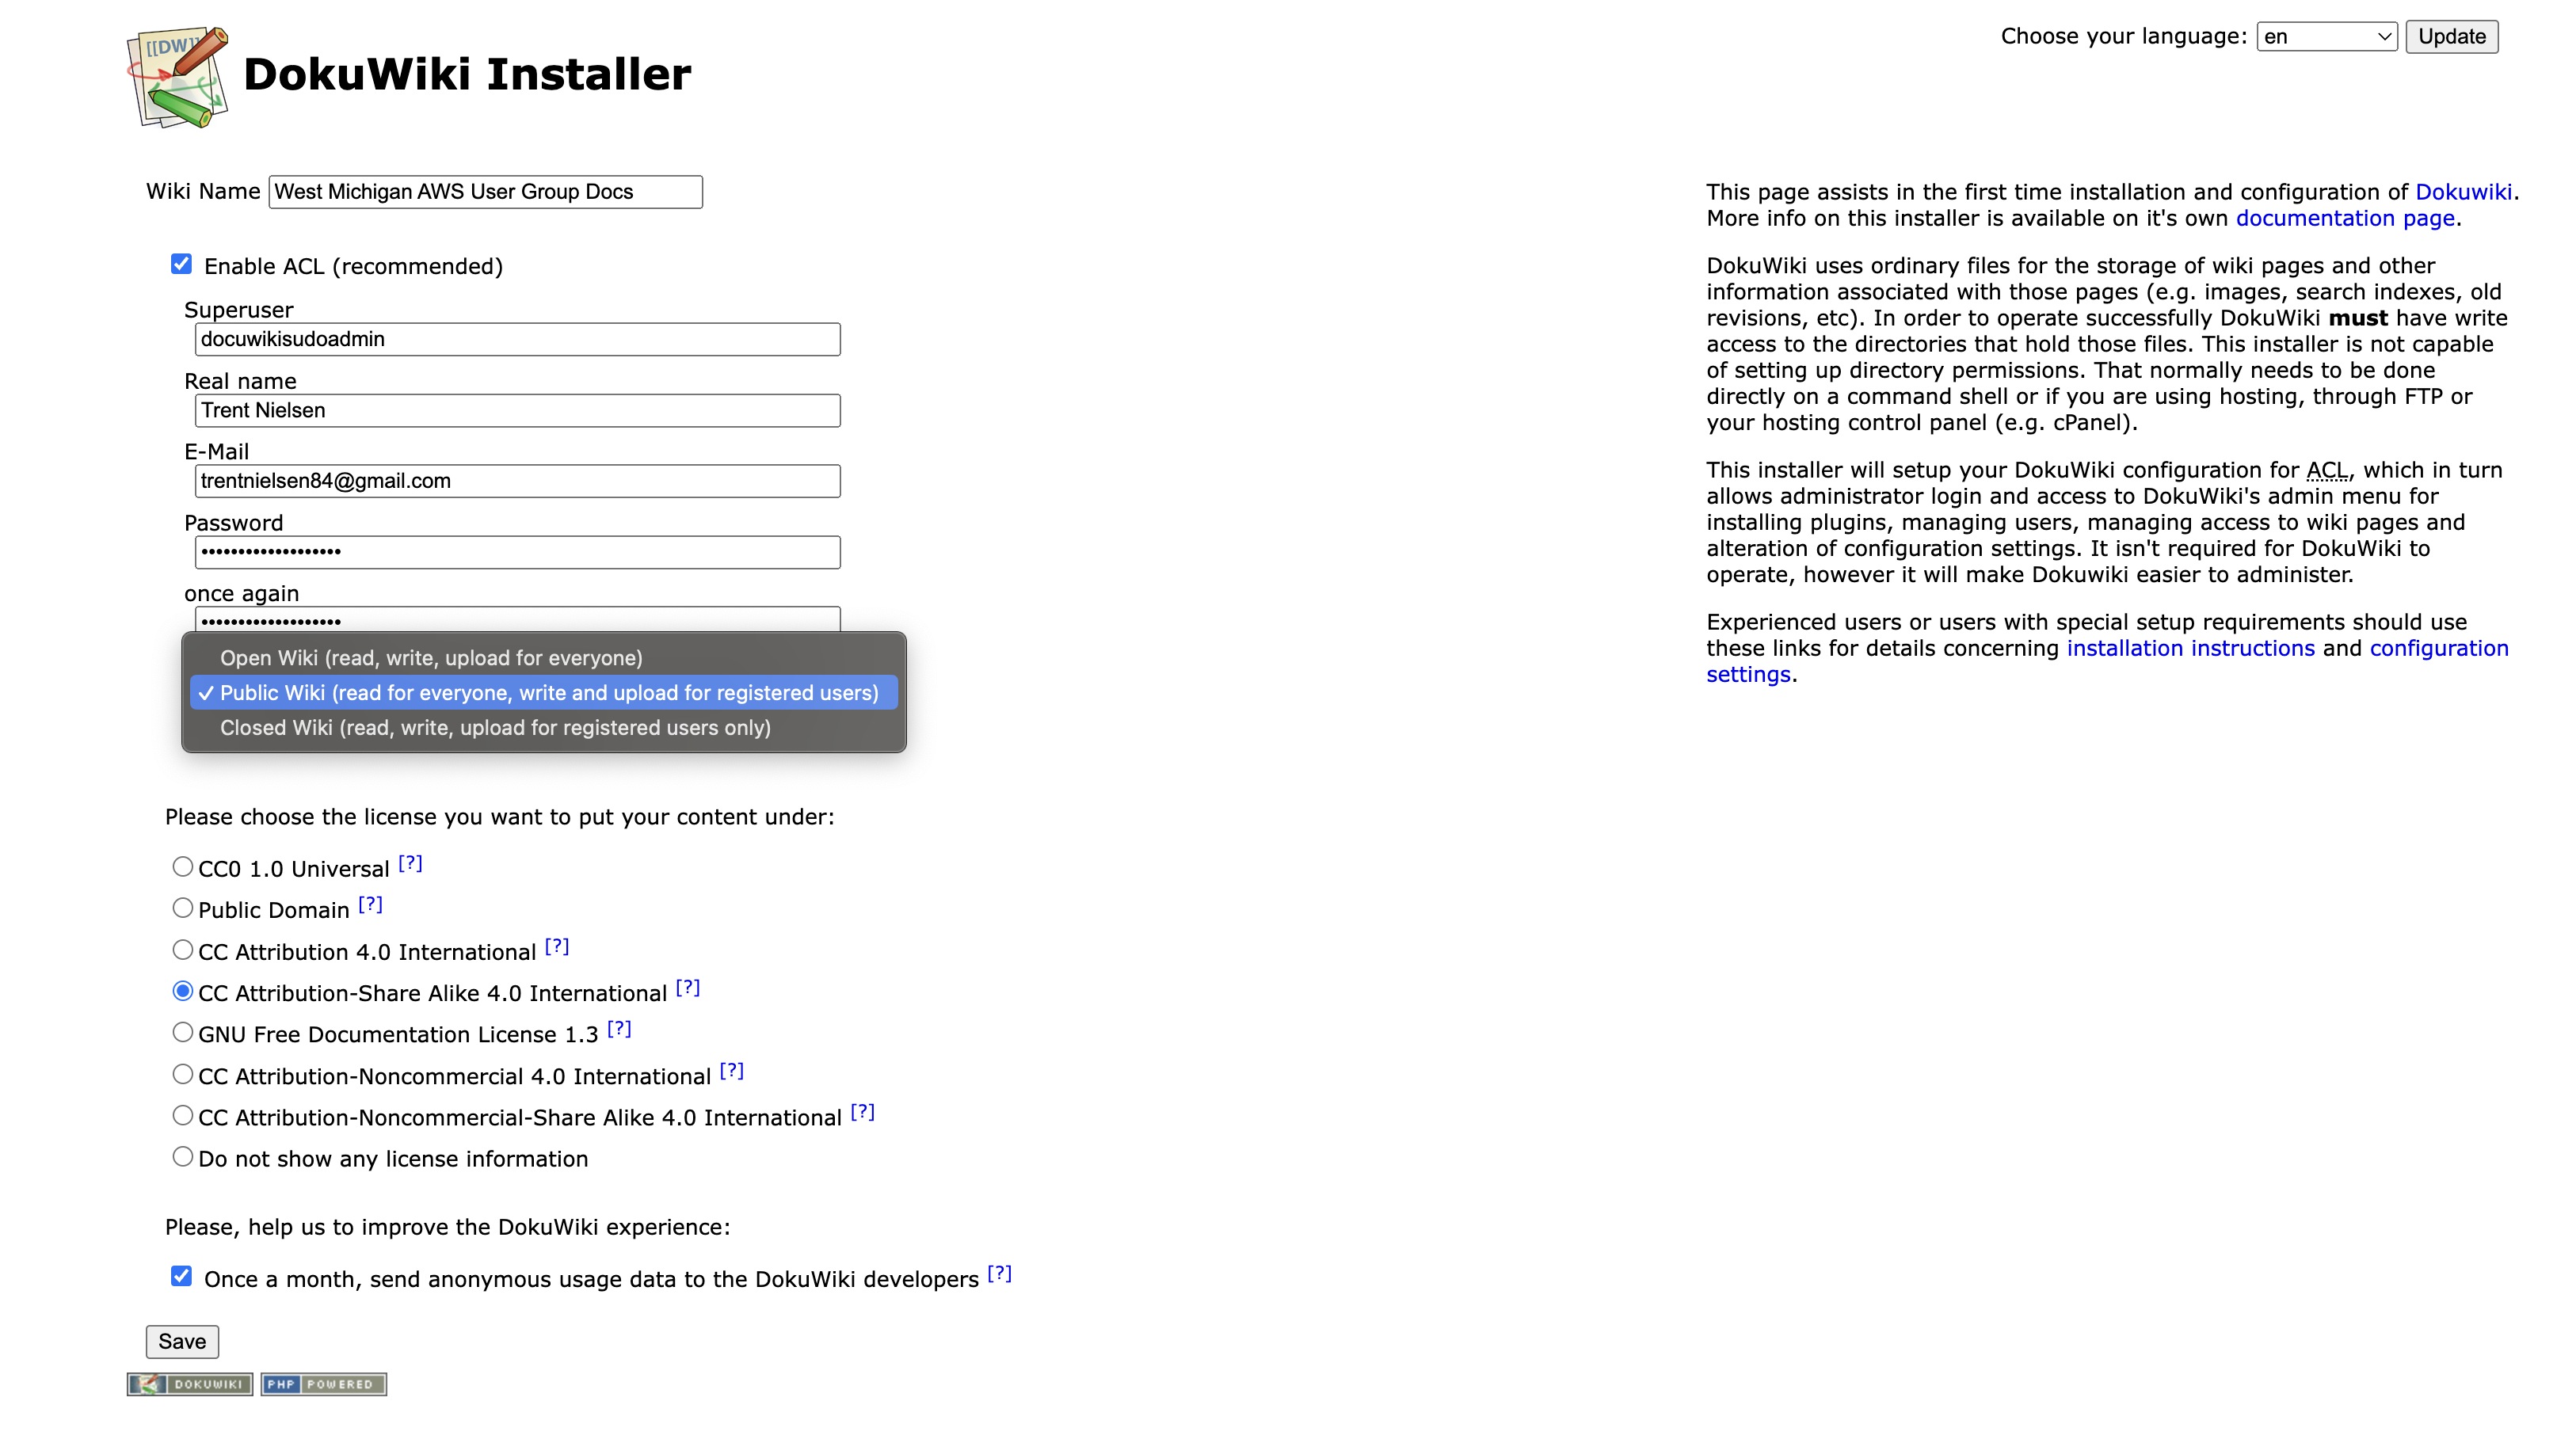 [[DW]]
DokuWiki Installer
Choose your language: en Update
Wiki Name West Michigan AWS User Group Docs
Enable ACL (recommended)
Superuser
docuwikisudoadmin
Real name
Trent Nielsen
E-Mail
trentnielsen84@gmail.com
Password
•••••••••••••••••••
once again
•••••••••••••••••••
Open Wiki (read, write, upload for everyone)
✓ Public Wiki (read for everyone, write and upload for registered users)
Closed Wiki (read, write, upload for registered users only)
Please choose the license you want to put your content under:
CC0 1.0 Universal [?]
Public Domain [?]
CC Attribution 4.0 International [?]
CC Attribution-Share Alike 4.0 International [?]
GNU Free Documentation License 1.3 [?]
CC Attribution-Noncommercial 4.0 International [?]
CC Attribution-Noncommercial-Share Alike 4.0 International [?]
Do not show any license information
Please, help us to improve the DokuWiki experience:
Once a month, send anonymous usage data to the DokuWiki developers [?]
Save
DOKUWIKI PHP POWERED
This page assists in the first time installation and configuration of Dokuwiki.
More info on this installer is available on it's own documentation page.
DokuWiki uses ordinary files for the storage of wiki pages and other
information associated with those pages (e.g. images, search indexes, old
revisions, etc). In order to operate successfully DokuWiki must have write
access to the directories that hold those files. This installer is not capable
of setting up directory permissions. That normally needs to be done
directly on a command shell or if you are using hosting, through FTP or
your hosting control panel (e.g. cPanel).
This installer will setup your DokuWiki configuration for ACL, which in turn
allows administrator login and access to DokuWiki's admin menu for
installing plugins, managing users, managing access to wiki pages and
alteration of configuration settings. It isn't required for DokuWiki to
operate, however it will make Dokuwiki easier to administer.
Experienced users or users with special setup requirements should use
these links for details concerning installation instructions and configuration
settings.